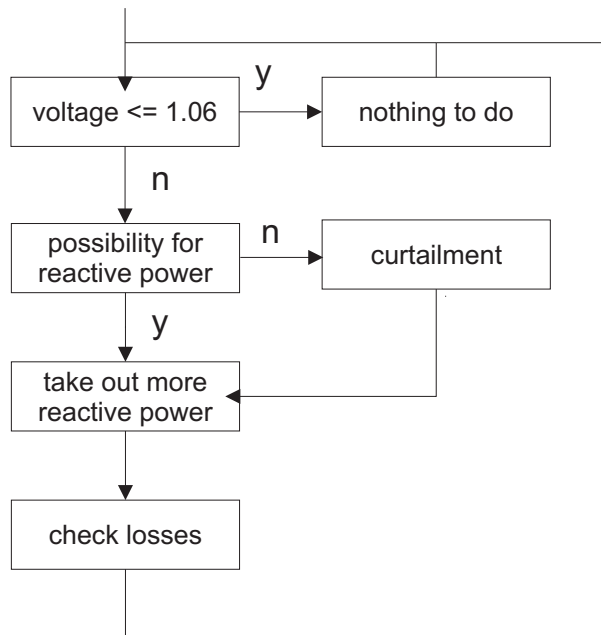 y
voltage <= 1.06
nothing to do
n
possibility for
reactive power
n
curtailment
y
take out more
reactive power
check losses